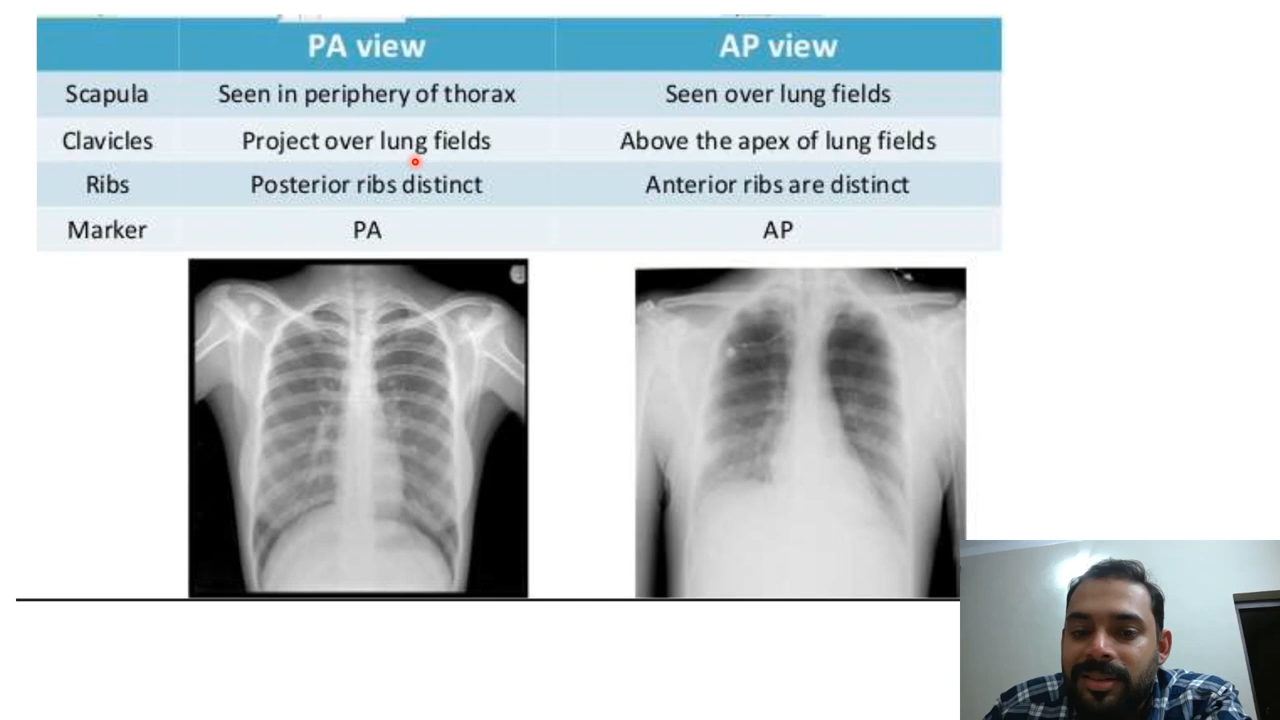 PA view AP view
Scapula Seen in periphery of thorax Seen over lung fields
Clavicles Project over lung fields Above the apex of lung fields
Ribs Posterior ribs distinct Anterior ribs are distinct
Marker PA AP